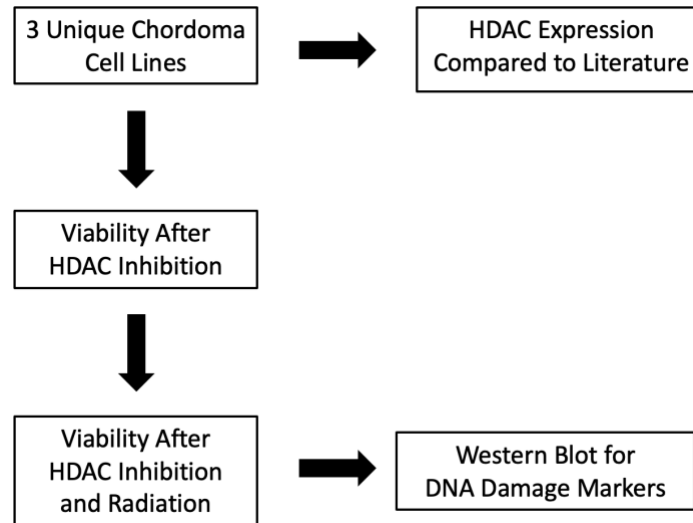 3 Unique Chordoma
Cell Lines
HDAC Expression
Compared to Literature
Viability After
HDAC Inhibition
Viability After
HDAC Inhibition
and Radiation
Western Blot for
DNA Damage Markers